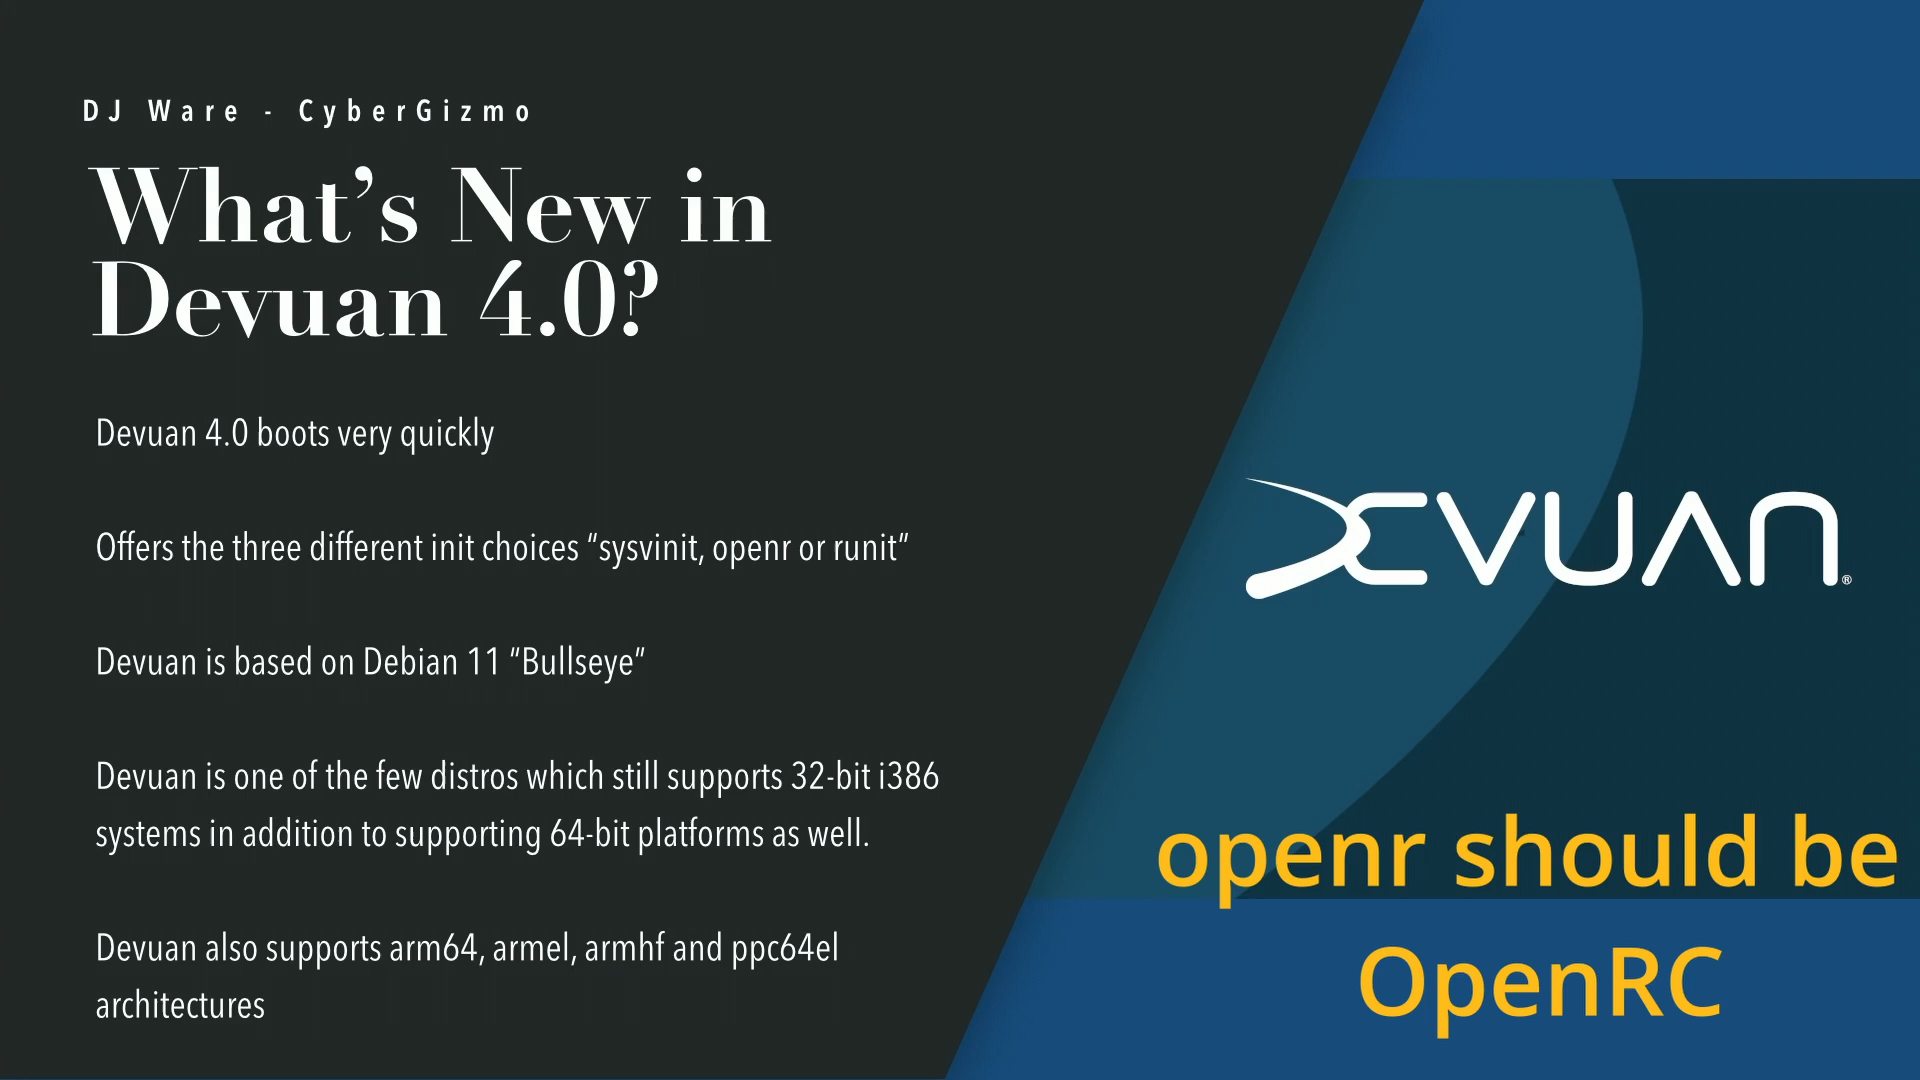 DJ Ware - CyberGizmo
What's New in
Devuan 4.0?
Devuan 4.0 boots very quickly
Offers the three different init choices “sysvinit, openr or runit”
Devuan is based on Debian 11 “Bullseye”
Devuan is one of the few distros which still supports 32-bit i386
systems in addition to supporting 64-bit platforms as well.
Devuan also supports arm64, armel, armhf and ppc64el
architectures
DEVUAN®
openr should be
OpenRC